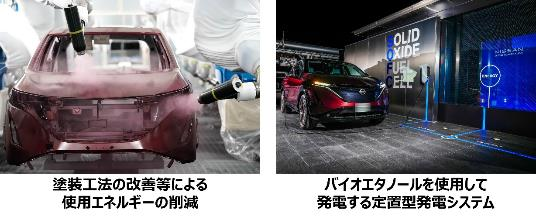 SOLID
OXIDE
FUEL
CELL
NISSAN
ENERGY
塗装工法の改善等による
使用エネルギーの削減
バイオエタノールを使用して
発電する定置型発電システム